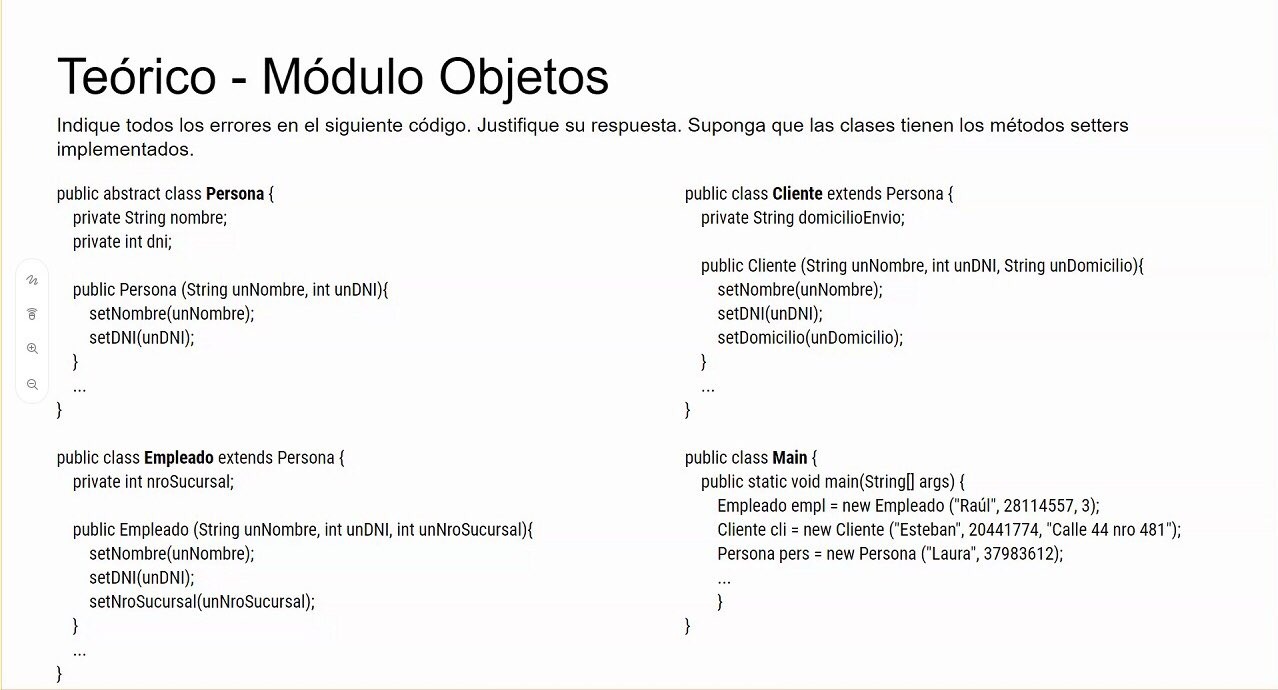 Teórico - Módulo Objetos
Indique todos los errores en el siguiente código. Justifique su respuesta. Suponga que las clases tienen los métodos setters
implementados.
public abstract class Persona {
private String nombre;
private int dni;
public Persona (String unNombre, int unDNI){
setNombre(unNombre);
setDNI(unDNI);
}
...
}
public class Empleado extends Persona {
private int nroSucursal;
public Empleado (String unNombre, int unDNI, int unNroSucursal){
setNombre(unNombre);
setDNI(unDNI);
setNroSucursal(unNroSucursal);
}
...
}
public class Cliente extends Persona {
private String domicilioEnvio;
public Cliente (String unNombre, int unDNI, String unDomicilio){
setNombre(unNombre);
setDNI(unDNI);
setDomicilio(unDomicilio);
}
...
}
public class Main {
public static void main(String[] args) {
Empleado empl = new Empleado ("Raúl", 28114557, 3);
Cliente cli = new Cliente ("Esteban", 20441774, "Calle 44 nro 481");
Persona pers = new Persona ("Laura", 37983612);
...
}
}